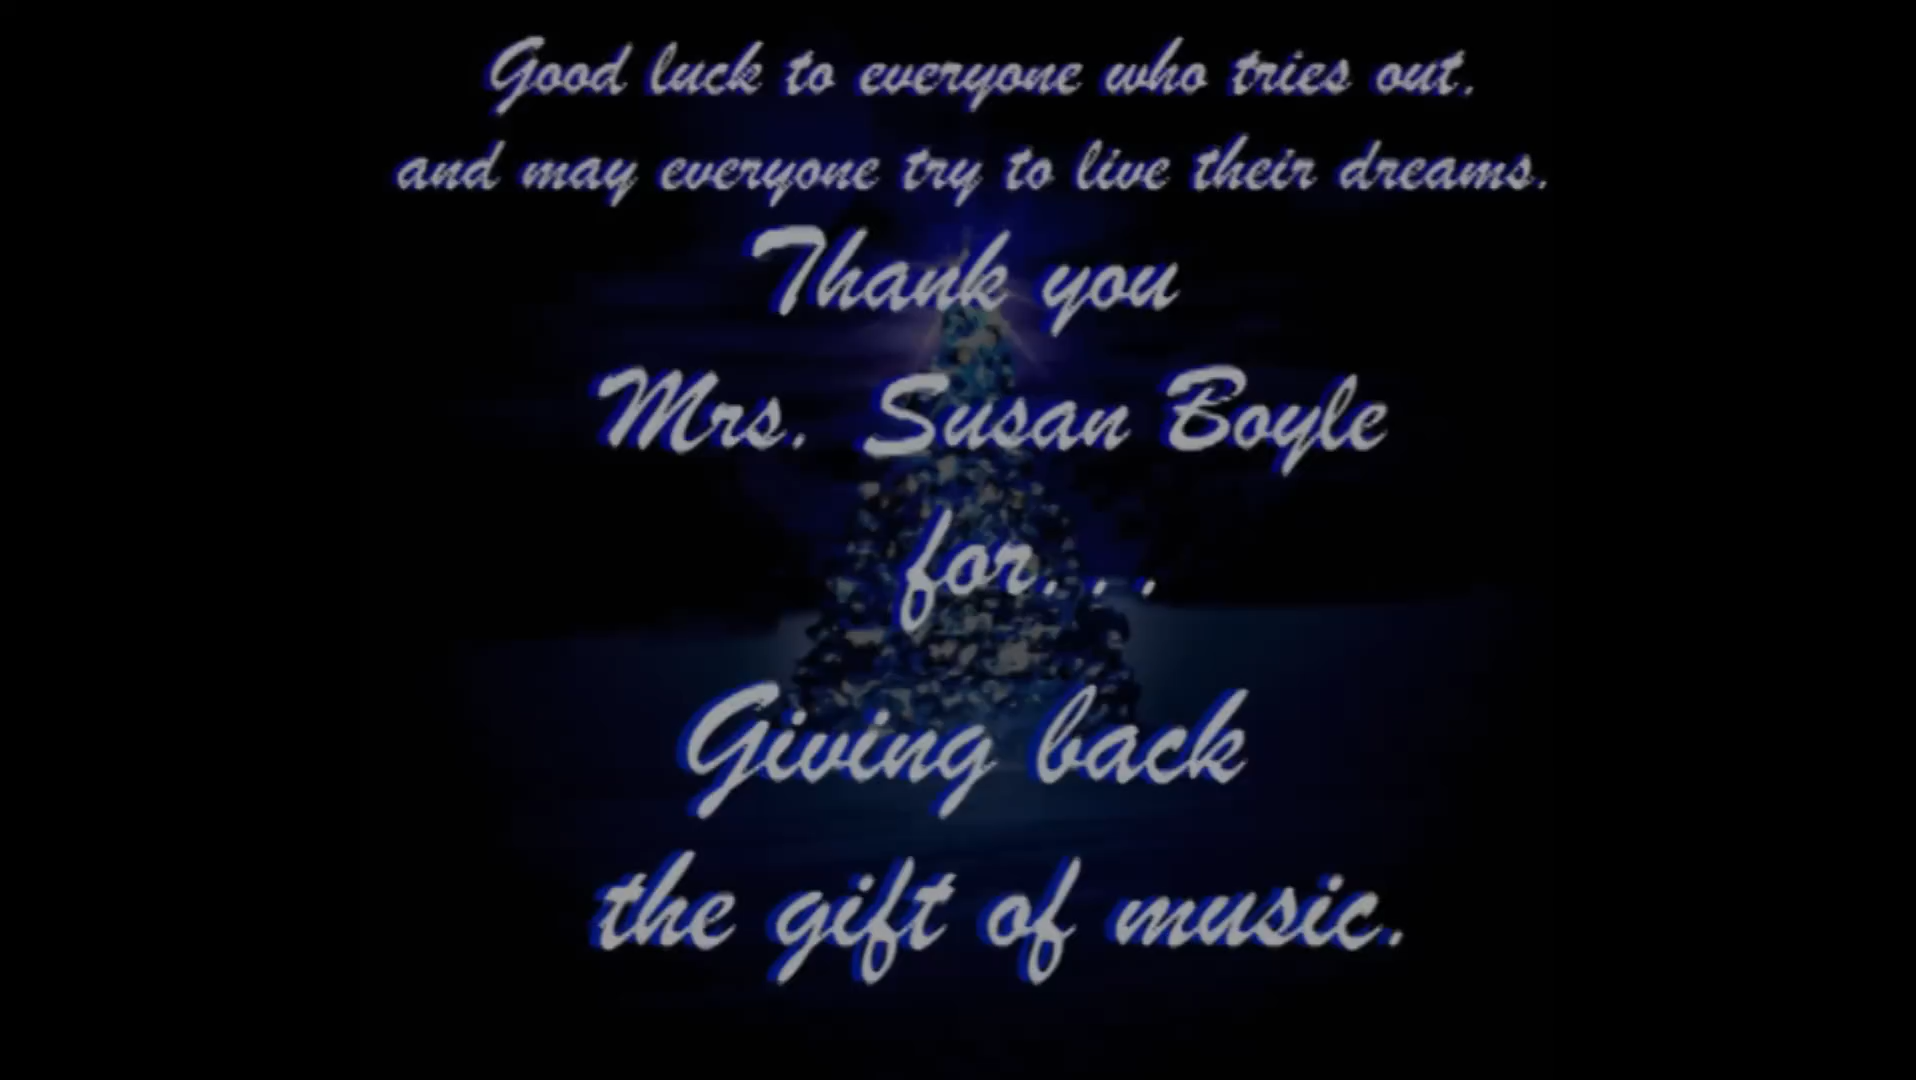 Good luck to everyone who tries out.
and may everyone try to live their dreams.
Thank you
Mrs. Susan Boyle
for...
Giving back
the gift of music.